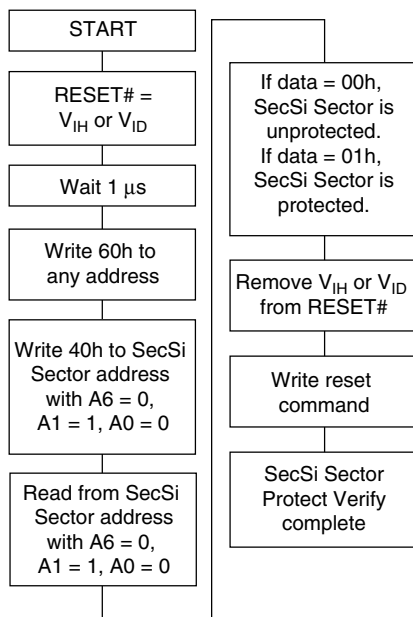 START
RESET# =
V_IH or V_ID
Wait 1 μs
Write 60h to
any address
Write 40h to SecSi
Sector address
with A6 = 0,
A1 = 1, A0 = 0
Read from SecSi
Sector address
with A6 = 0,
A1 = 1, A0 = 0
If data = 00h,
SecSi Sector is
unprotected.
If data = 01h,
SecSi Sector is
protected.
Remove V_IH or V_ID
from RESET#
Write reset
command
SecSi Sector
Protect Verify
complete